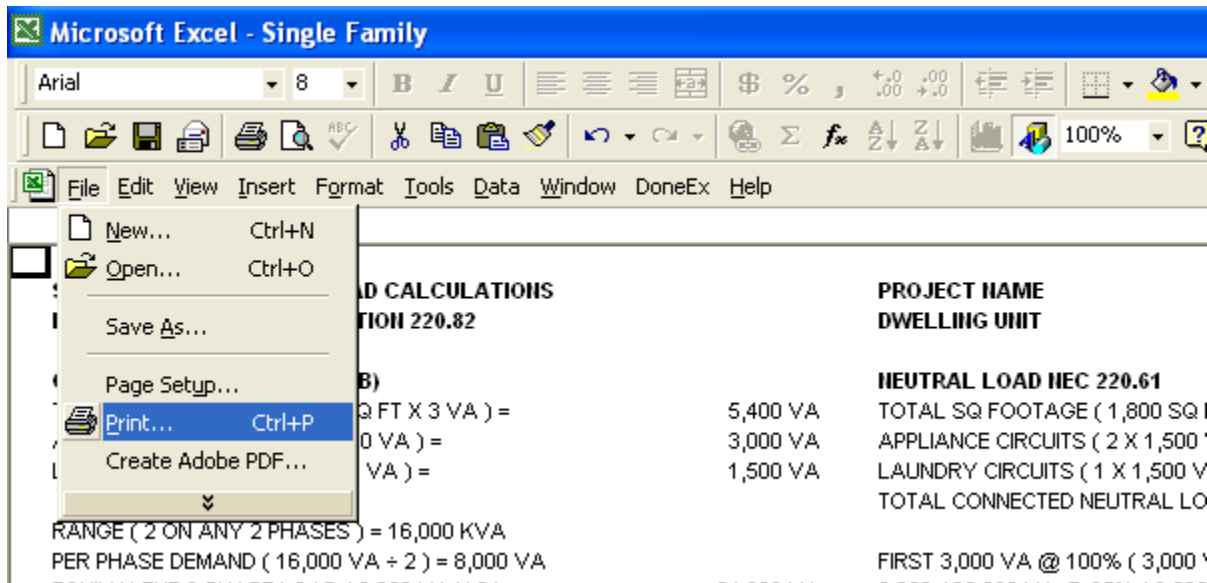 Microsoft Excel - Single Family
Arial 8 B I U $ % , .00 .0
ABC Σ fx A Z Z A 100% ?
File Edit View Insert Format Tools Data Window DoneEx Help
New... Ctrl+N
Open... Ctrl+O
Save As...
Page Setup...
Print... Ctrl+P
Create Adobe PDF...
D CALCULATIONS PROJECT NAME
TION 220.82 DWELLING UNIT
B) NEUTRAL LOAD NEC 220.61
Q FT X 3 VA ) = 5,400 VA TOTAL SQ FOOTAGE ( 1,800 SQ
0 VA ) = 3,000 VA APPLIANCE CIRCUITS ( 2 X 1,500
VA ) = 1,500 VA LAUNDRY CIRCUITS ( 1 X 1,500 V
TOTAL CONNECTED NEUTRAL LO
RANGE ( 2 ON ANY 2 PHASES ) = 16,000 KVA
PER PHASE DEMAND ( 16,000 VA ÷ 2 ) = 8,000 VA FIRST 3,000 VA @ 100% ( 3,000